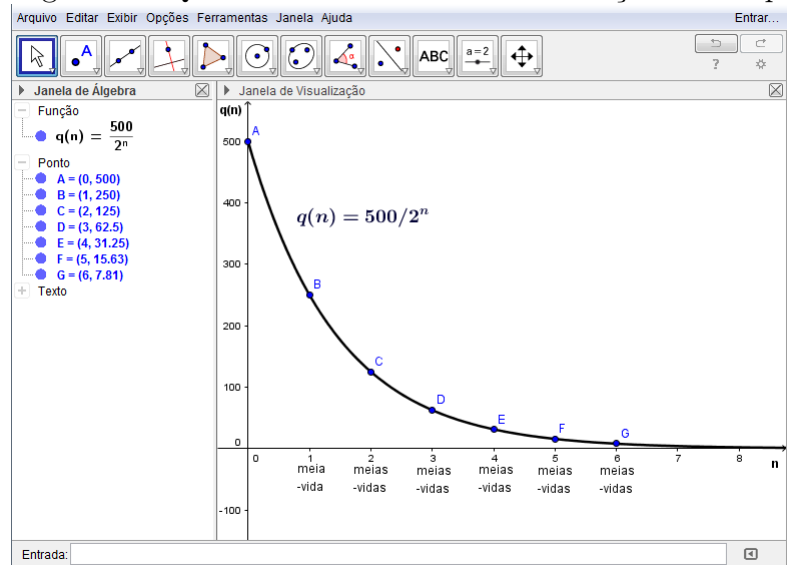 Arquivo Editar Exibir Opções Ferramentas Janela Ajuda Entrar...
A
α
ABC
a=2
?
Janela de Álgebra
Função
q(n) = 500/2ⁿ
Ponto
A = (0, 500)
B = (1, 250)
C = (2, 125)
D = (3, 62.5)
E = (4, 31.25)
F = (5, 15.63)
G = (6, 7.81)
Texto
Janela de Visualização
q(n)
500
400
300
200
100
0
-100
A
B
C
D
E
F
G
q(n) = 500/2ⁿ
0 1 2 3 4 5 6 7 8 n
meia meias meias meias meias meias
-vida -vidas -vidas -vidas -vidas -vidas
Entrada: